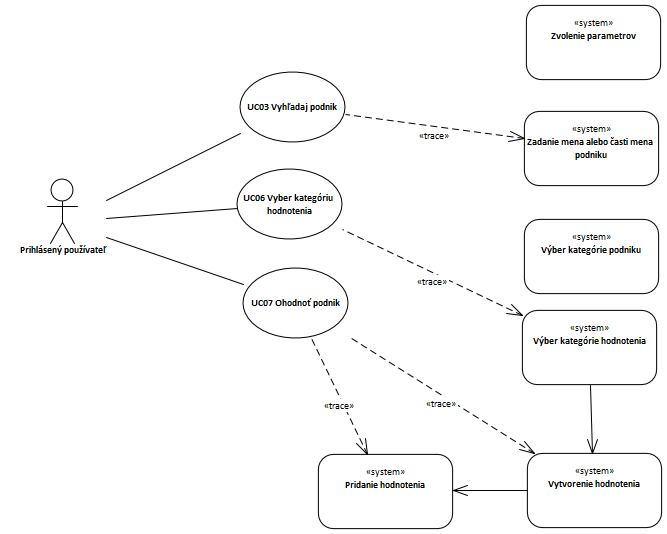 «system»
Zvolenie parametrov
UC03 Vyhľadaj podnik
«trace»
«system»
Zadanie mena alebo časti mena
podniku
UC06 Vyber kategóriu
hodnotenia
Prihlásený používateľ
«system»
Výber kategórie podniku
«trace»
UC07 Ohodnoť podnik
«system»
Výber kategórie hodnotenia
«trace»
«trace»
«system»
Pridanie hodnotenia
«system»
Vytvorenie hodnotenia